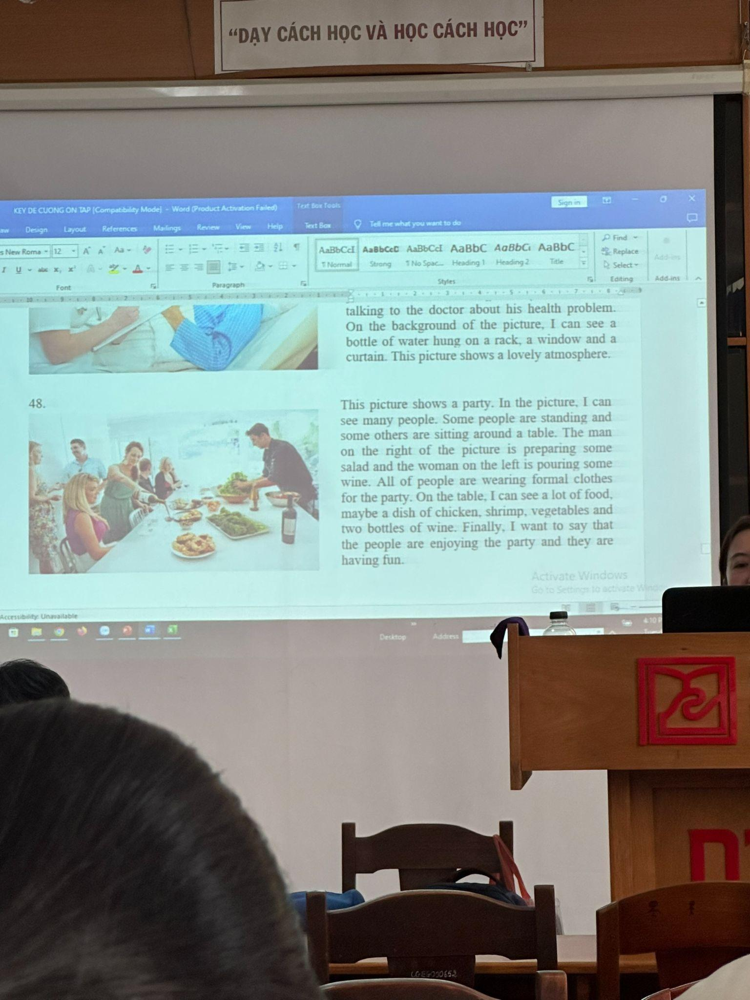 “DẠY CÁCH HỌC VÀ HỌC CÁCH HỌC”
KEY DE CUONG ON TAP [Compatibility Mode] - Word (Product Activation Failed)
Text Box Tools
Sign in
aw Design Layout References Mailings Review View Help Text Box Tell me what you want to do
s New Roma 12 Aa
AaBbCcI AaBbCcD AaBbCcI AaBbC AaBbCc AaBbC
¶ Normal Strong ¶ No Spac... Heading 1 Heading 2 Title
Find
Replace
Select
Add-ins
Font Paragraph Styles Editing Add-ins
talking to the doctor about his health problem.
On the background of the picture, I can see a
bottle of water hung on a rack, a window and a
curtain. This picture shows a lovely atmosphere.
48.
This picture shows a party. In the picture, I can
see many people. Some people are standing and
some others are sitting around a table. The man
on the right of the picture is preparing some
salad and the woman on the left is pouring some
wine. All of people are wearing formal clothes
for the party. On the table, I can see a lot of food,
maybe a dish of chicken, shrimp, vegetables and
two bottles of wine. Finally, I want to say that
the people are enjoying the party and they are
having fun.
Activate Windows
Go to Settings to activate Windo
Accessibility: Unavailable
Desktop Address
4:10 P